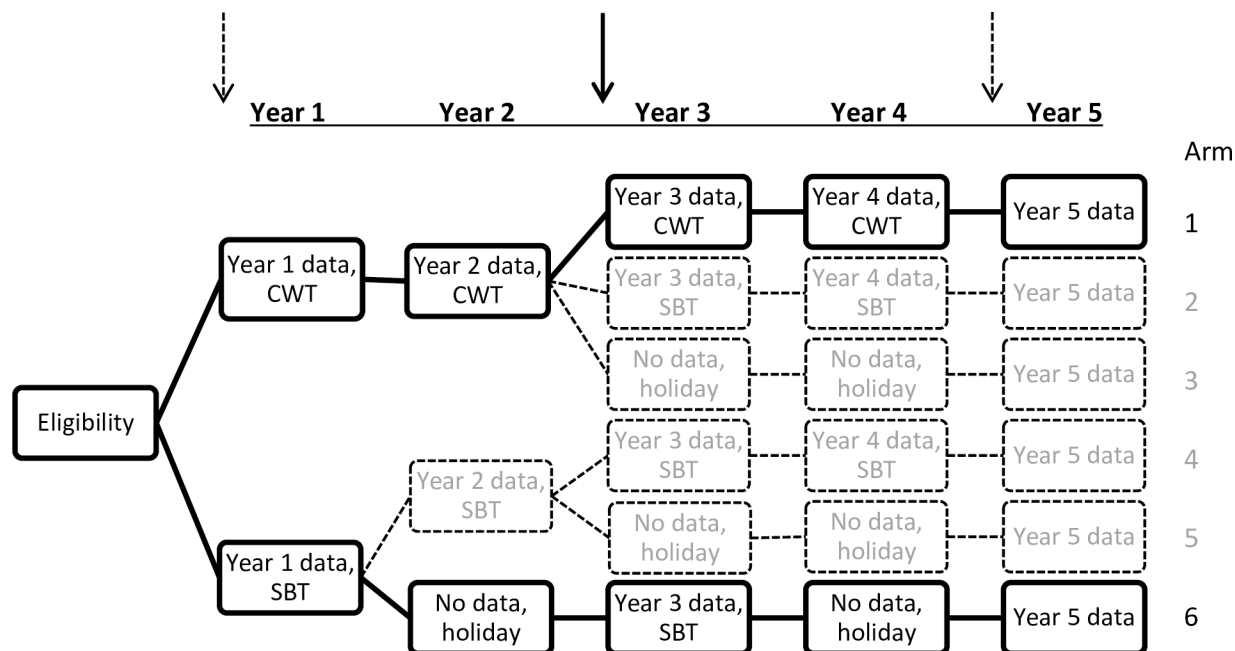 Year 1 Year 2 Year 3 Year 4 Year 5
Arm
Year 3 data,
CWT
Year 4 data,
CWT
Year 5 data
1
Year 1 data,
CWT
Year 2 data,
CWT
Year 3 data,
SBT
Year 4 data,
SBT
Year 5 data
2
No data,
holiday
No data,
holiday
Year 5 data
3
Eligibility
Year 2 data,
SBT
Year 3 data,
SBT
Year 4 data,
SBT
Year 5 data
4
No data,
holiday
No data,
holiday
Year 5 data
5
Year 1 data,
SBT
No data,
holiday
Year 3 data,
SBT
No data,
holiday
Year 5 data
6